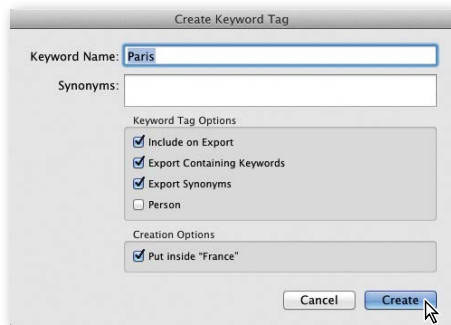 Create Keyword Tag
Keyword Name: Paris
Synonyms:
Keyword Tag Options
Include on Export
Export Containing Keywords
Export Synonyms
Person
Creation Options
Put inside "France"
Cancel Create